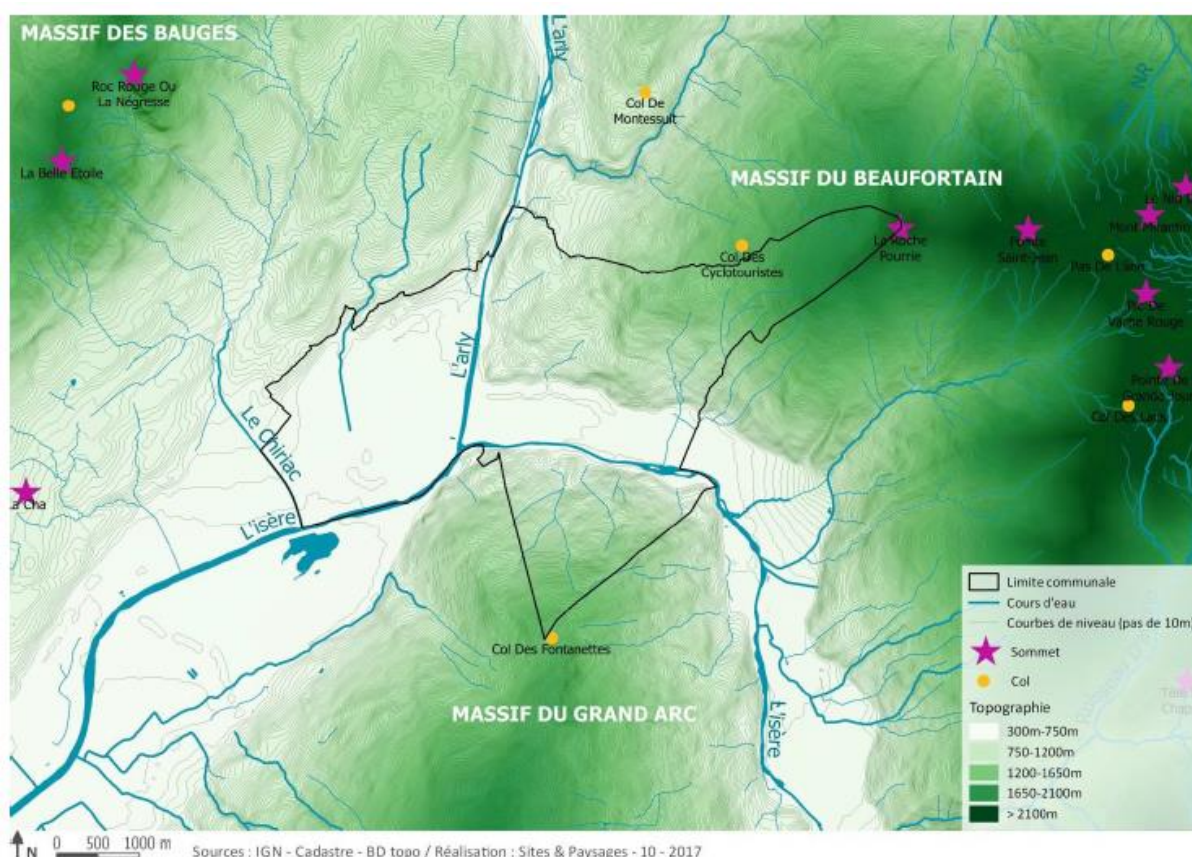 MASSIF DES BAUGES
L'arly
Roc Rouge Ou
La Négresse
La Belle Etoile
Col De
Montessuit
MASSIF DU BEAUFORTAIN
La Roche
Pourrie
Col Des
Cyclotouristes
Pointe
Saint-Jean
Mont Mirantin
Pas De
Pic De
Vache Rouge
Pointe De
Col Des Lacs
L'arly
Le Chiriac
L'isère
Cha
Col Des Fontanettes
MASSIF DU GRAND ARC
L'isère
Limite communale
Cours d'eau
Courbes de niveau (pas de 10m
Sommet
Col
Topographie
300m-750m
750-1200m
1200-1650m
1650-2100m
> 2100m
N 0 500 1000 m
Sources : IGN - Cadastre - BD topo / Réalisation : Sites & Paysages - 10 - 2017